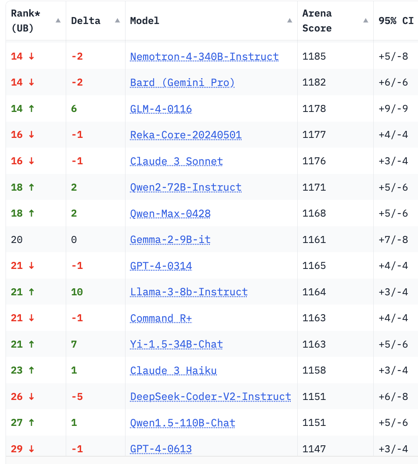 Rank* (UB) Delta Model Arena Score 95% CI
14 ↓ -2 Nemotron-4-340B-Instruct 1185 +5/-8
14 ↓ -2 Bard (Gemini Pro) 1182 +6/-6
14 ↑ 6 GLM-4-0116 1178 +9/-9
16 ↓ -1 Reka-Core-20240501 1177 +4/-4
16 ↓ -1 Claude 3 Sonnet 1176 +3/-4
18 ↑ 2 Qwen2-72B-Instruct 1171 +5/-6
18 ↑ 2 Qwen-Max-0428 1168 +5/-6
20 0 Gemma-2-9B-it 1161 +7/-8
21 ↓ -1 GPT-4-0314 1165 +4/-4
21 ↑ 10 Llama-3-8b-Instruct 1164 +3/-4
21 ↓ -1 Command R+ 1163 +4/-4
21 ↑ 7 Yi-1.5-34B-Chat 1163 +5/-6
23 ↑ 1 Claude 3 Haiku 1158 +3/-4
26 ↓ -5 DeepSeek-Coder-V2-Instruct 1151 +6/-8
27 ↑ 1 Qwen1.5-110B-Chat 1151 +5/-6
29 ↓ -1 GPT-4-0613 1147 +3/-4